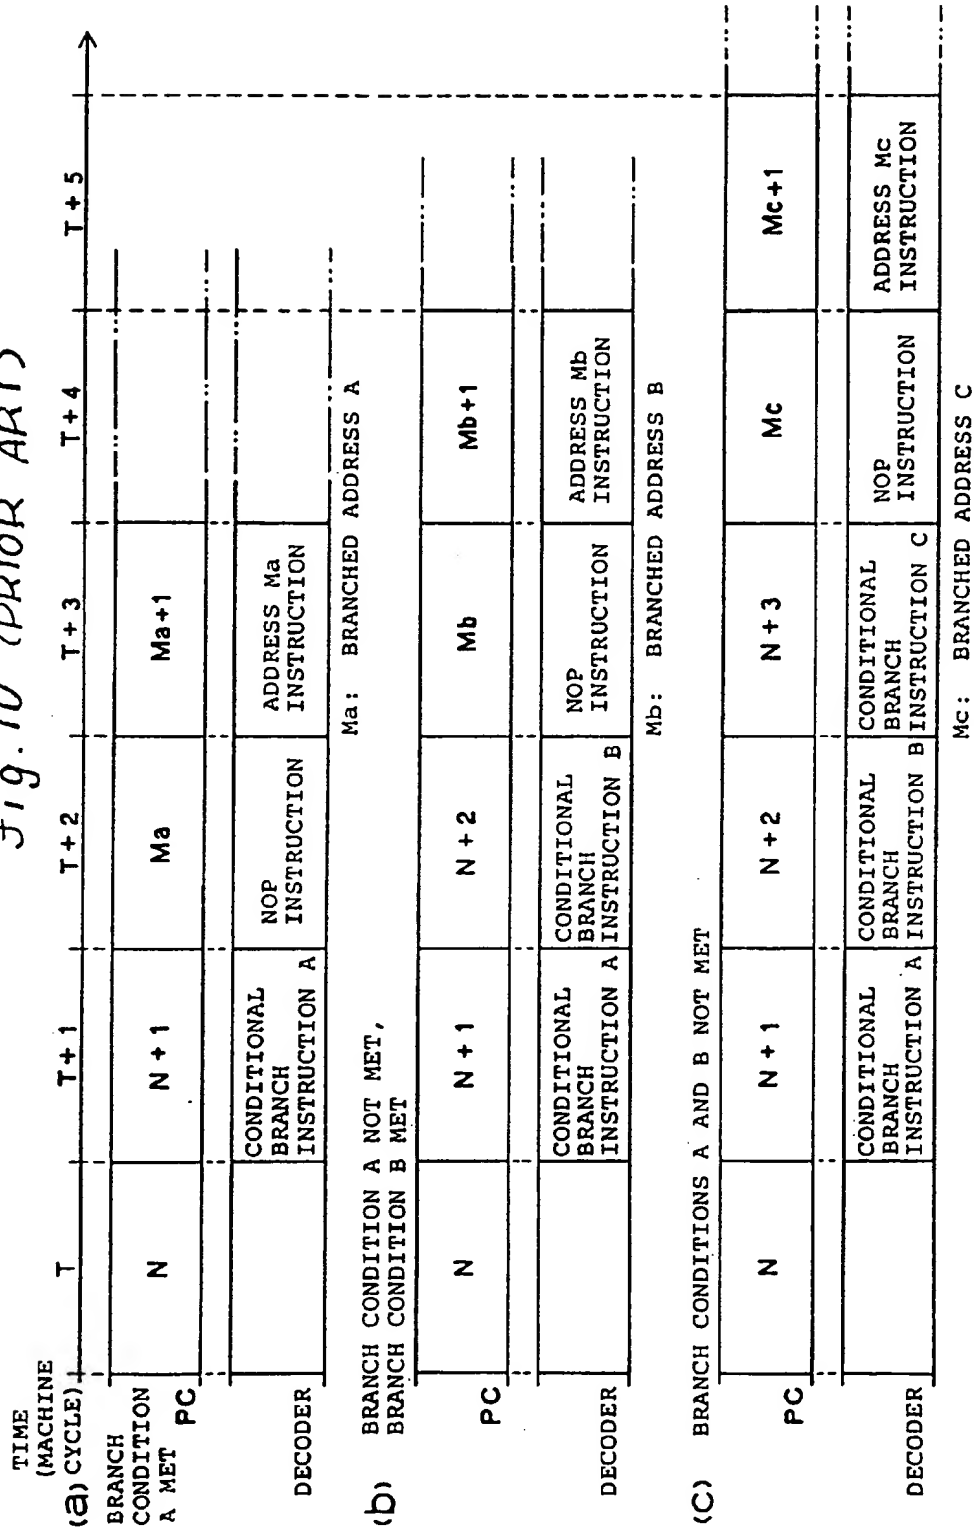 Fig. 10 (PRIOR ART)
TIME
(MACHINE
CYCLE)
T
T+1
T+2
T+3
T+4
T+5
(a)
BRANCH
CONDITION
A MET
PC
N
N+1
Ma
Ma+1
DECODER
CONDITIONAL
BRANCH
INSTRUCTION A
NOP
INSTRUCTION
ADDRESS Ma
INSTRUCTION
Ma: BRANCHED ADDRESS A
(b)
BRANCH CONDITION A NOT MET,
BRANCH CONDITION B MET
PC
N
N+1
N+2
Mb
Mb+1
DECODER
CONDITIONAL
BRANCH
INSTRUCTION A
CONDITIONAL
BRANCH
INSTRUCTION B
NOP
INSTRUCTION
ADDRESS Mb
INSTRUCTION
Mb: BRANCHED ADDRESS B
(C)
BRANCH CONDITIONS A AND B NOT MET
PC
N
N+1
N+2
N+3
Mc
Mc+1
DECODER
CONDITIONAL
BRANCH
INSTRUCTION A
CONDITIONAL
BRANCH
INSTRUCTION B
CONDITIONAL
BRANCH
INSTRUCTION C
NOP
INSTRUCTION
ADDRESS Mc
INSTRUCTION
Mc: BRANCHED ADDRESS C